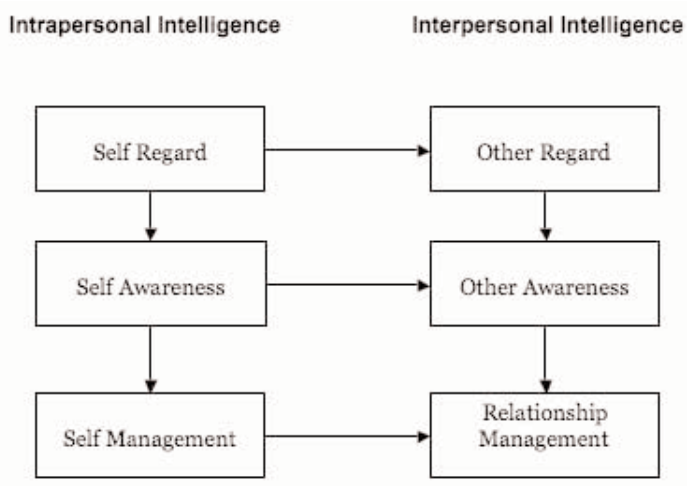 Intrapersonal Intelligence
Interpersonal Intelligence
Self Regard
Other Regard
Self Awareness
Other Awareness
Self Management
Relationship
Management